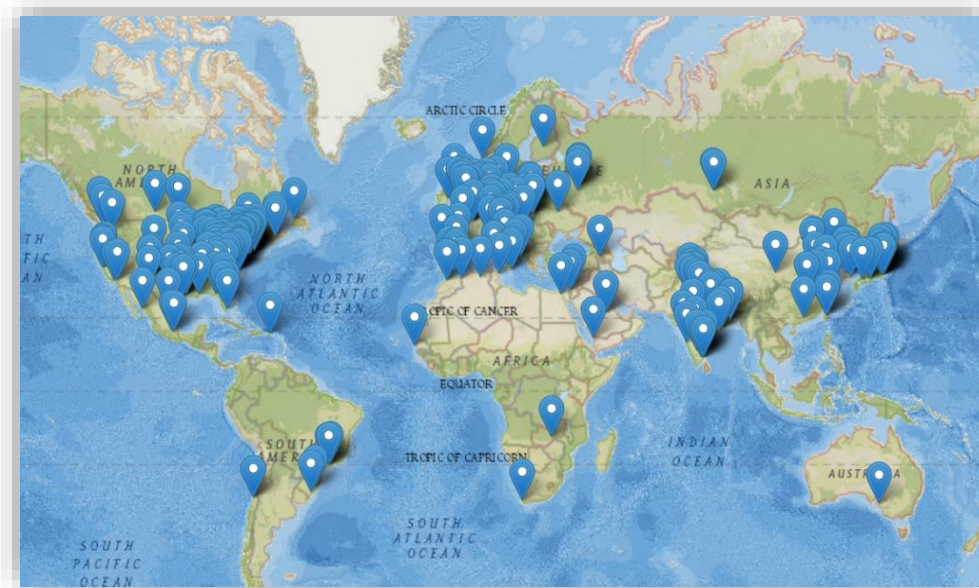 ARCTIC CIRCLE
NORTH
ASIA
NORTH
ATLANTIC
OCEAN
TROPIC OF CANCER
AFRICA
EQUATOR
INDIAN
OCEAN
SOUTH
TROPIC OF CAPRICORN
SOUTH
ATLANTIC
OCEAN
SOUTH
PACIFIC
OCEAN